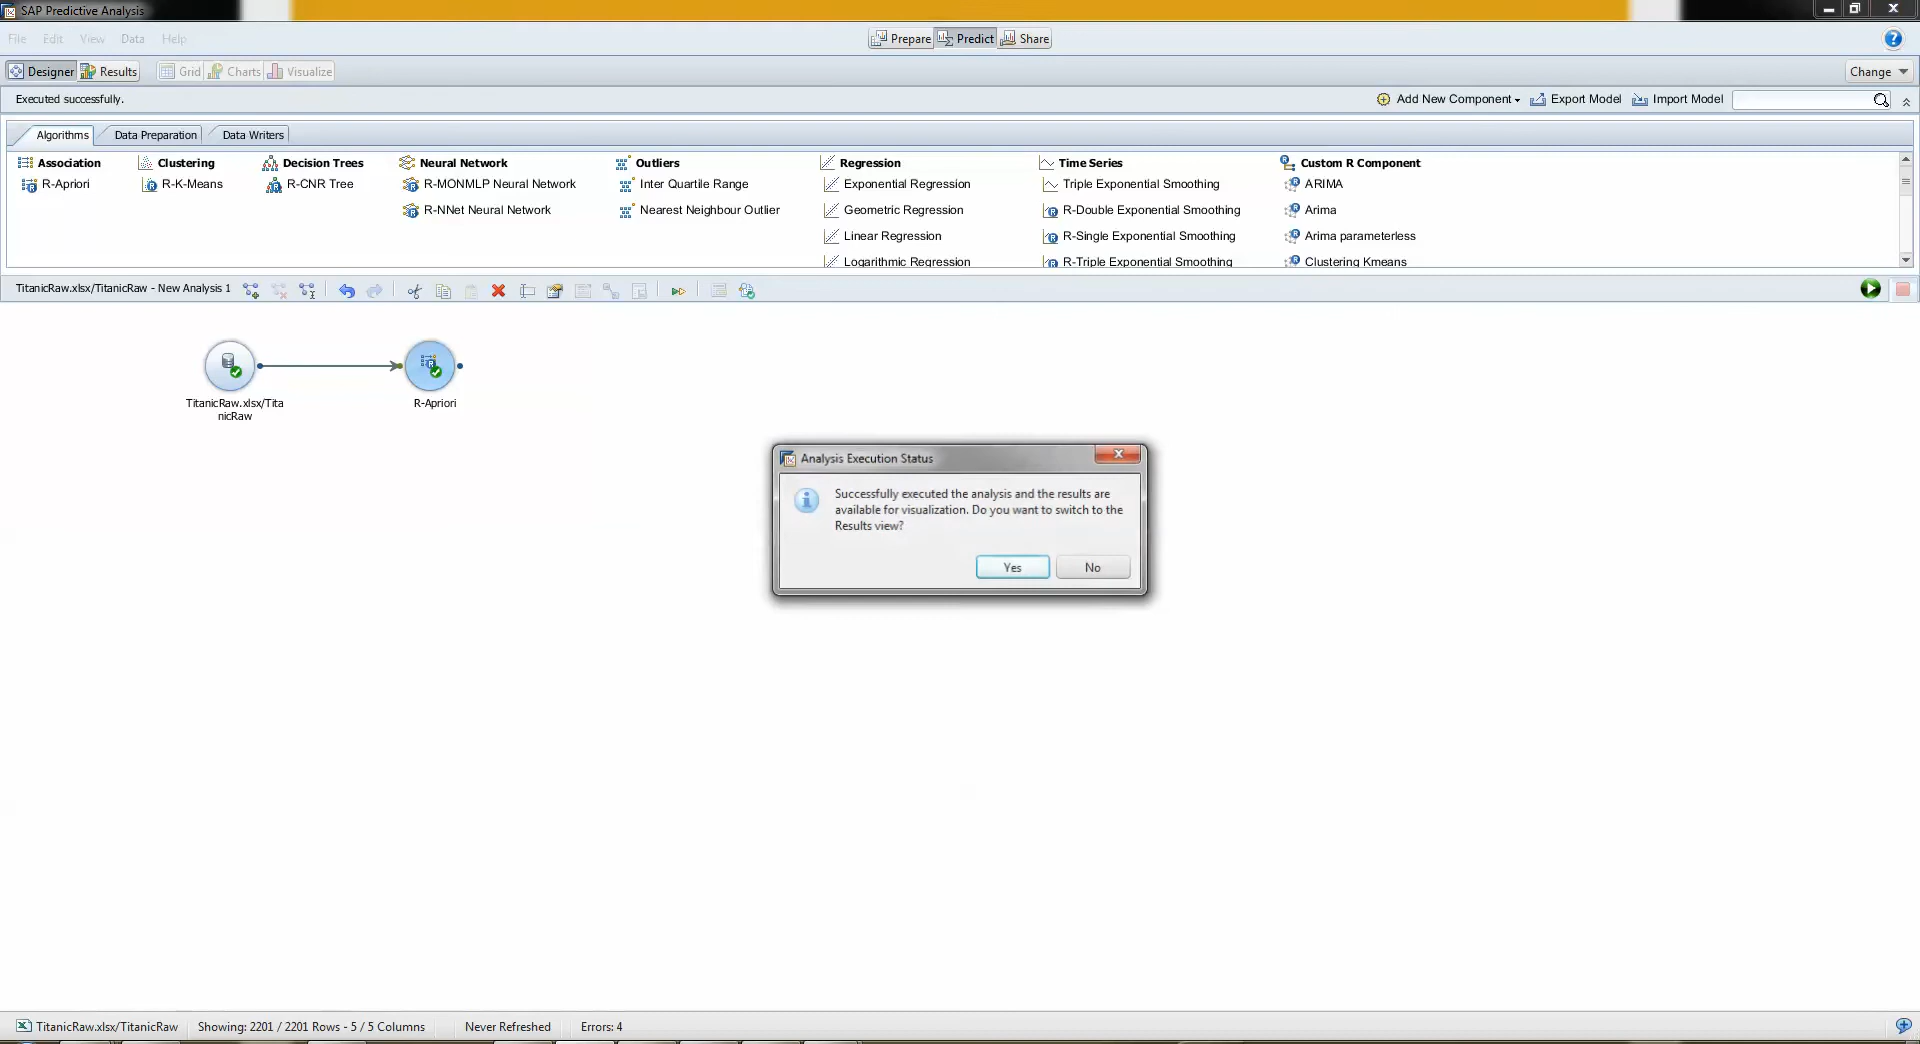 SAP Predictive Analysis
File Edit View Data Help
Prepare Predict Share
Designer Results Grid Charts Visualize
Change
Executed successfully.
Add New Component Export Model Import Model
Algorithms Data Preparation Data Writers
Association Clustering Decision Trees Neural Network Outliers Regression Time Series Custom R Component
R-Apriori R-K-Means R-CNR Tree R-MONMLP Neural Network Inter Quartile Range Exponential Regression Triple Exponential Smoothing ARIMA
R-NNet Neural Network Nearest Neighbour Outlier Geometric Regression R-Double Exponential Smoothing Arima
Linear Regression R-Single Exponential Smoothing Arima parameterless
Logarithmic Regression R-Triple Exponential Smoothing Clustering Kmeans
TitanicRaw.xlsx/TitanicRaw - New Analysis 1
TitanicRaw.xlsx/Tita
nicRaw
R-Apriori
Analysis Execution Status
Successfully executed the analysis and the results are
available for visualization. Do you want to switch to the
Results view?
Yes No
TitanicRaw.xlsx/TitanicRaw Showing: 2201 / 2201 Rows - 5 / 5 Columns Never Refreshed Errors: 4